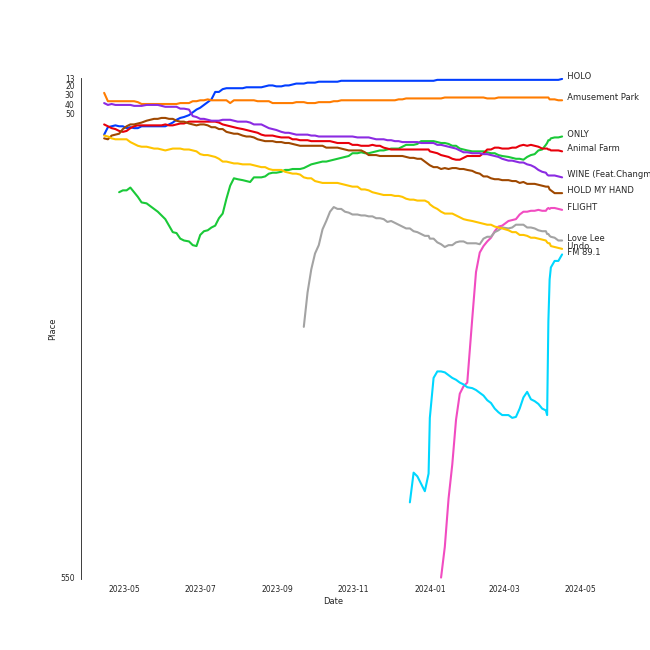 13
20
30
40
50
550
Place
HOLO
Amusement Park
ONLY
Animal Farm
WINE (Feat.Changm
HOLD MY HAND
FLIGHT
Love Lee
Undo
FM 89.1
2023-05
2023-07
2023-09
2023-11
2024-01
2024-03
2024-05
Date